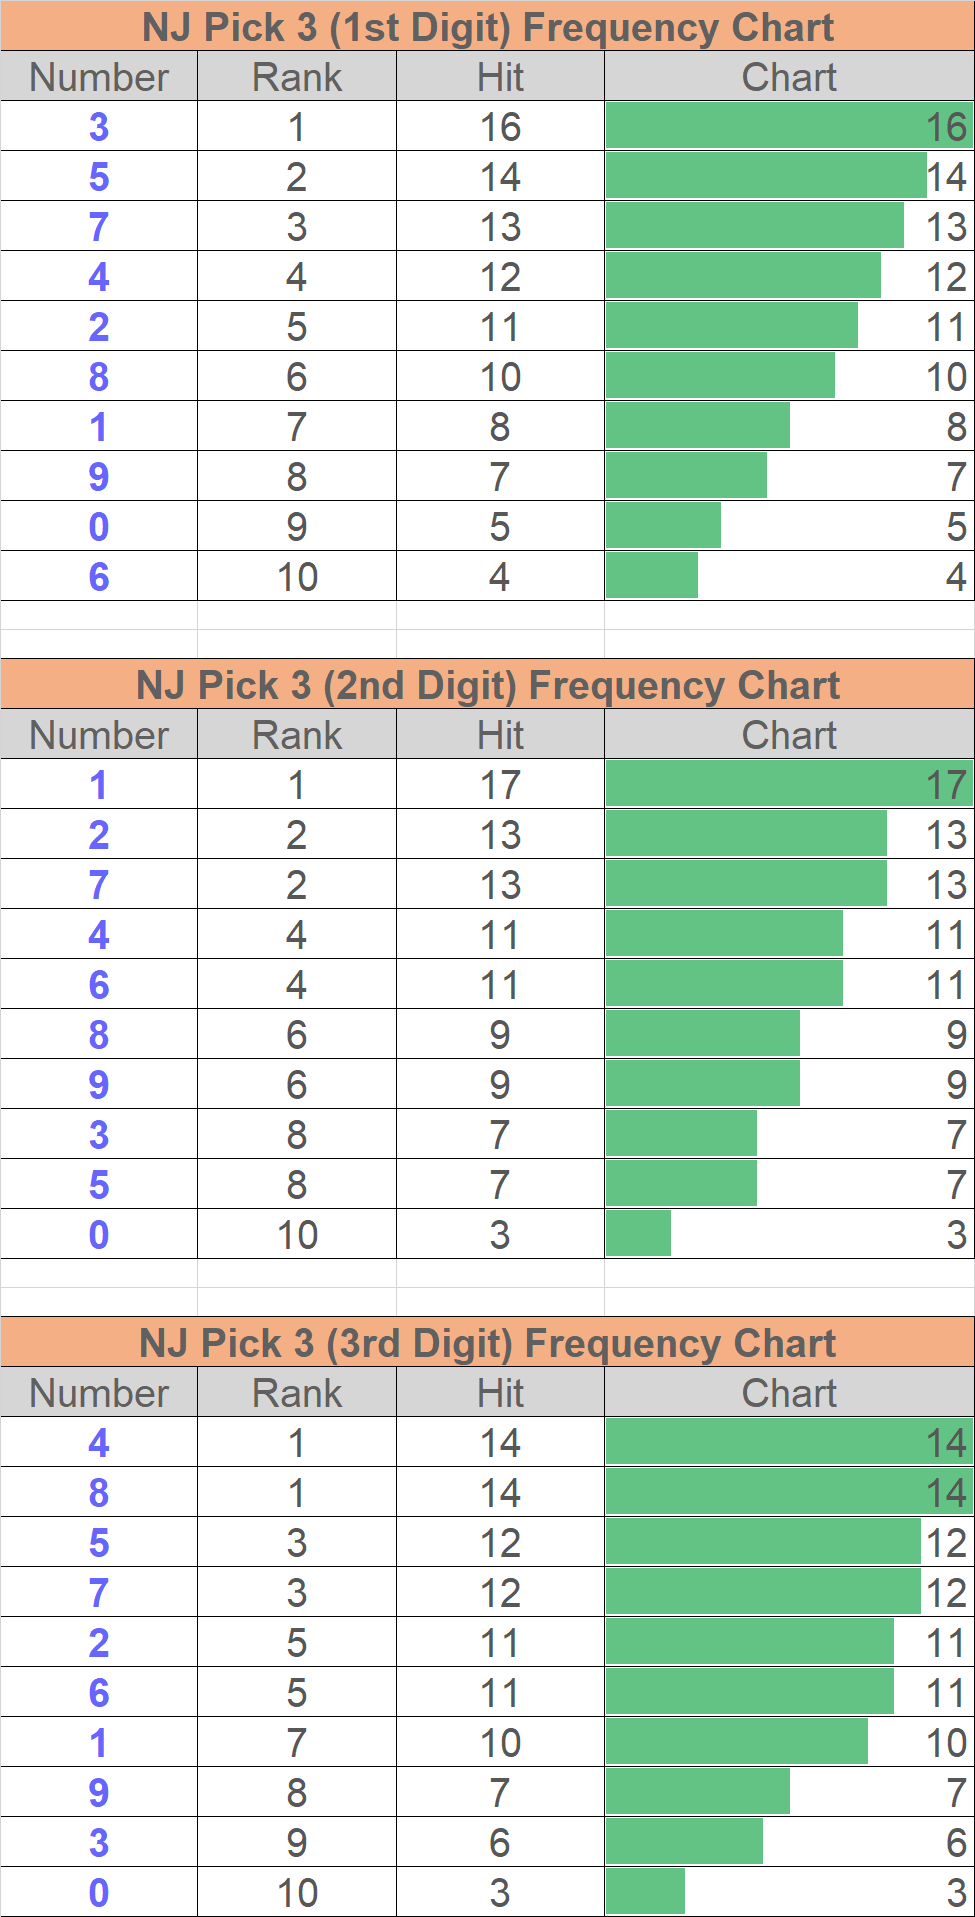 NJ Pick 3 (1st Digit) Frequency Chart
Number Rank Hit Chart
3 1 16 16
5 2 14 14
7 3 13 13
4 4 12 12
2 5 11 11
8 6 10 10
1 7 8 8
9 8 7 7
0 9 5 5
6 10 4 4
NJ Pick 3 (2nd Digit) Frequency Chart
Number Rank Hit Chart
1 1 17 17
2 2 13 13
7 2 13 13
4 4 11 11
6 4 11 11
8 6 9 9
9 6 9 9
3 8 7 7
5 8 7 7
0 10 3 3
NJ Pick 3 (3rd Digit) Frequency Chart
Number Rank Hit Chart
4 1 14 14
8 1 14 14
5 3 12 12
7 3 12 12
2 5 11 11
6 5 11 11
1 7 10 10
9 8 7 7
3 9 6 6
0 10 3 3